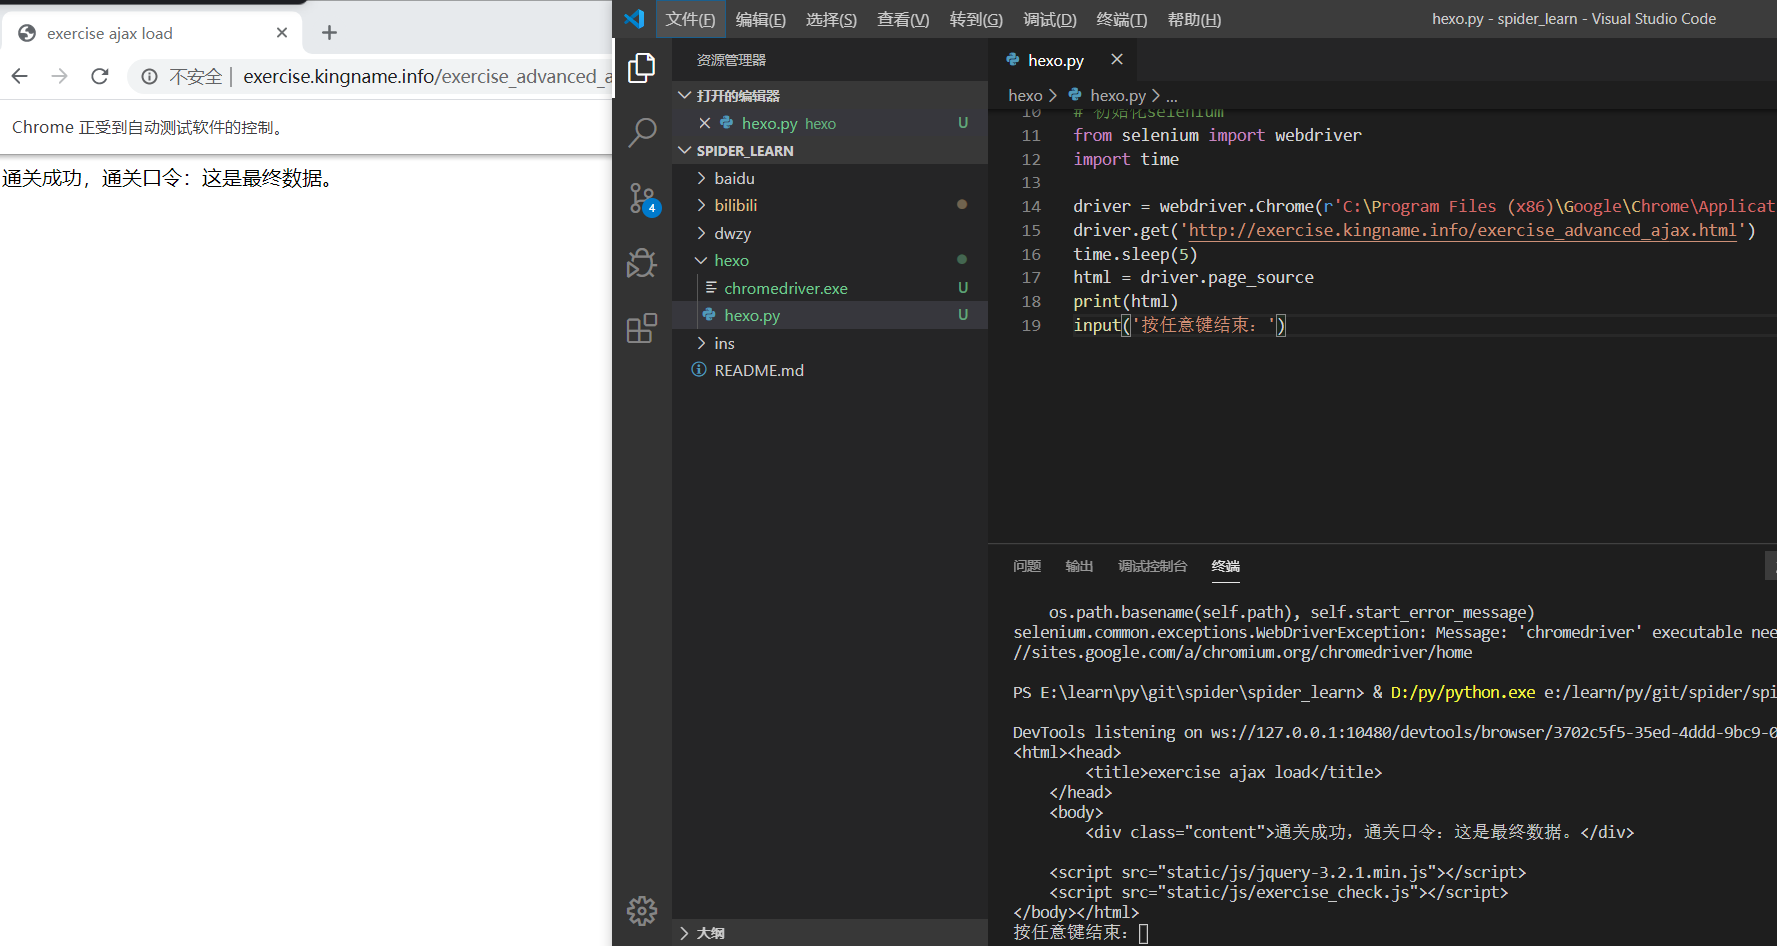 exercise ajax load
不安全 | exercise.kingname.info/exercise_advanced_a
Chrome 正受到自动测试软件的控制。
通关成功，通关口令：这是最终数据。
文件(F) 编辑(E) 选择(S) 查看(V) 转到(G) 调试(D) 终端(T) 帮助(H)
hexo.py - spider_learn - Visual Studio Code
4
资源管理器
打开的编辑器
hexo.py hexo U
SPIDER_LEARN
baidu
bilibili
dwzy
hexo
chromedriver.exe U
hexo.py U
ins
README.md
大纲
hexo.py
hexo > hexo.py > ...
10 # 初始化selenium
11 from selenium import webdriver
12 import time
13
14 driver = webdriver.Chrome(r'C:\Program Files (x86)\Google\Chrome\Applicat
15 driver.get('http://exercise.kingname.info/exercise_advanced_ajax.html')
16 time.sleep(5)
17 html = driver.page_source
18 print(html)
19 input('按任意键结束：')
问题 输出 调试控制台 终端
os.path.basename(self.path), self.start_error_message)
selenium.common.exceptions.WebDriverException: Message: 'chromedriver' executable nee
//sites.google.com/a/chromium.org/chromedriver/home
PS E:\learn\py\git\spider\spider_learn> & D:/py/python.exe e:/learn/py/git/spider/spi
DevTools listening on ws://127.0.0.1:10480/devtools/browser/3702c5f5-35ed-4ddd-9bc9-0
<html><head>
<title>exercise ajax load</title>
</head>
<body>
<div class="content">通关成功，通关口令：这是最终数据。</div>
<script src="static/js/jquery-3.2.1.min.js"></script>
<script src="static/js/exercise_check.js"></script>
</body></html>
按任意键结束：